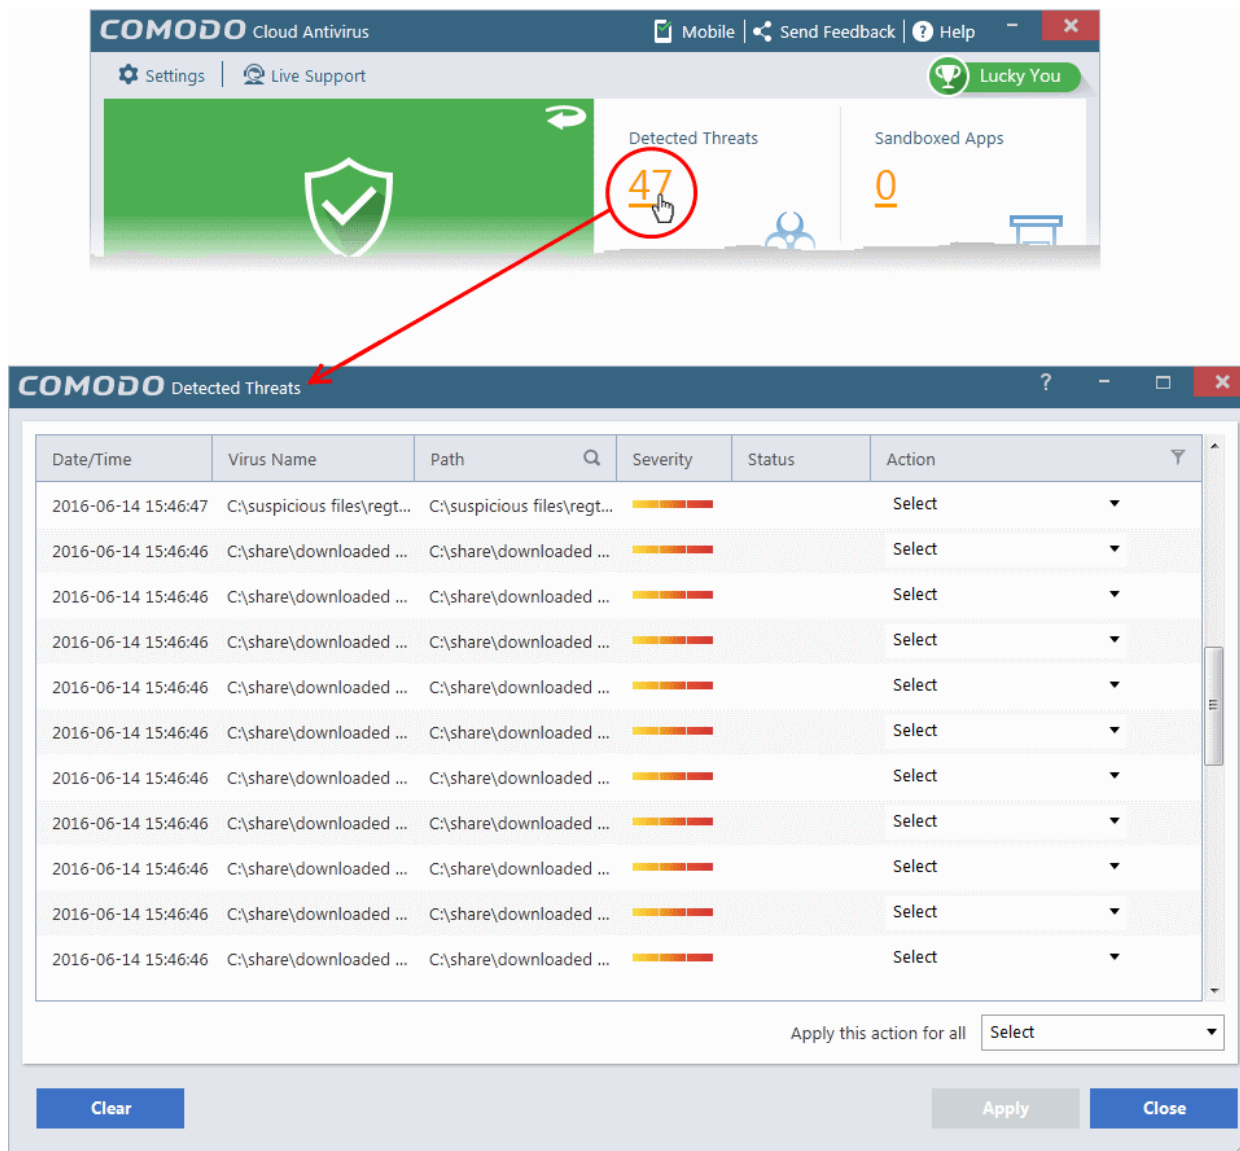 COMODO Cloud Antivirus Mobile Send Feedback ? Help
Settings Live Support Lucky You
Detected Threats Sandboxed Apps
47 0
COMODO Detected Threats ?
Date/Time Virus Name Path Severity Status Action
2016-06-14 15:46:47 C:\suspicious files\regt... C:\suspicious files\regt... Select
2016-06-14 15:46:46 C:\share\downloaded ... C:\share\downloaded ... Select
2016-06-14 15:46:46 C:\share\downloaded ... C:\share\downloaded ... Select
2016-06-14 15:46:46 C:\share\downloaded ... C:\share\downloaded ... Select
2016-06-14 15:46:46 C:\share\downloaded ... C:\share\downloaded ... Select
2016-06-14 15:46:46 C:\share\downloaded ... C:\share\downloaded ... Select
2016-06-14 15:46:46 C:\share\downloaded ... C:\share\downloaded ... Select
2016-06-14 15:46:46 C:\share\downloaded ... C:\share\downloaded ... Select
2016-06-14 15:46:46 C:\share\downloaded ... C:\share\downloaded ... Select
2016-06-14 15:46:46 C:\share\downloaded ... C:\share\downloaded ... Select
2016-06-14 15:46:46 C:\share\downloaded ... C:\share\downloaded ... Select
Apply this action for all Select
Clear Apply Close